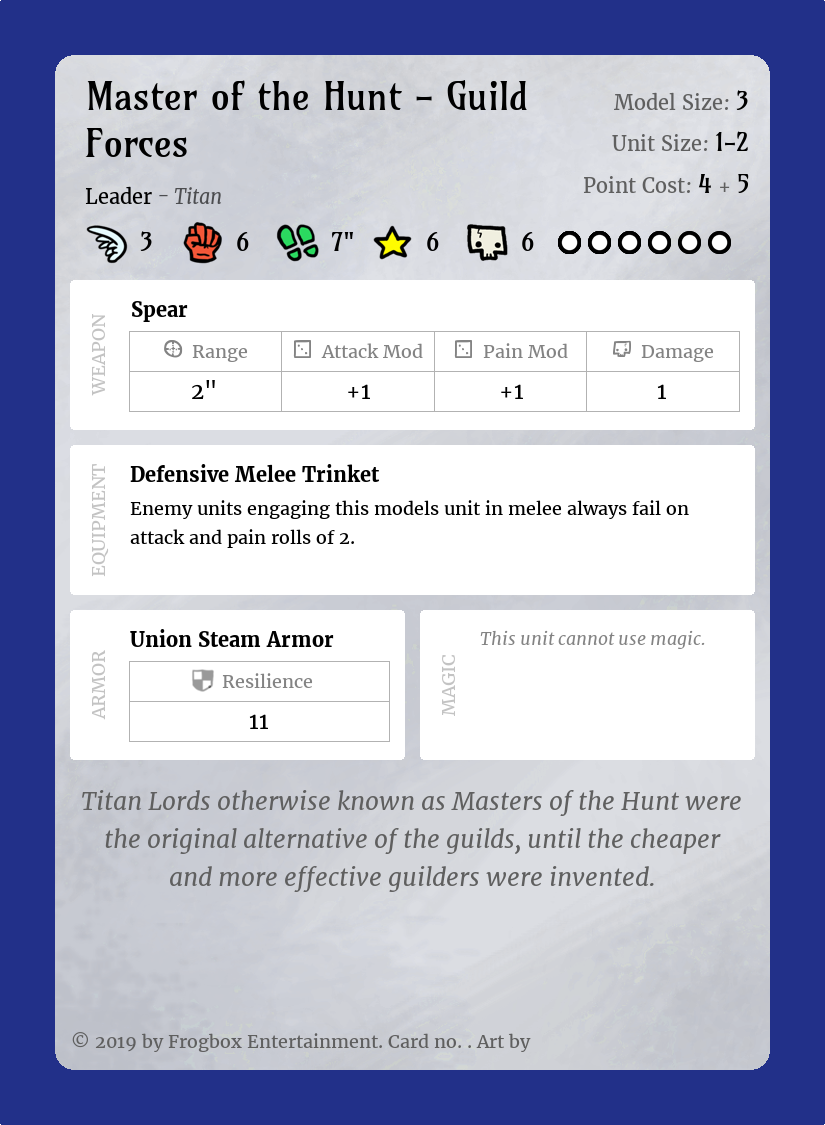 Master of the Hunt – Guild
Forces
Model Size: 3
Unit Size: 1–2
Point Cost: 4 + 5
Leader – Titan
3 6 7" 6 6
WEAPON
Spear
Range Attack Mod Pain Mod Damage
2" +1 +1 1
EQUIPMENT
Defensive Melee Trinket
Enemy units engaging this models unit in melee always fail on
attack and pain rolls of 2.
ARMOR
Union Steam Armor
Resilience
11
MAGIC
This unit cannot use magic.
Titan Lords otherwise known as Masters of the Hunt were
the original alternative of the guilds, until the cheaper
and more effective guilders were invented.
© 2019 by Frogbox Entertainment. Card no. . Art by